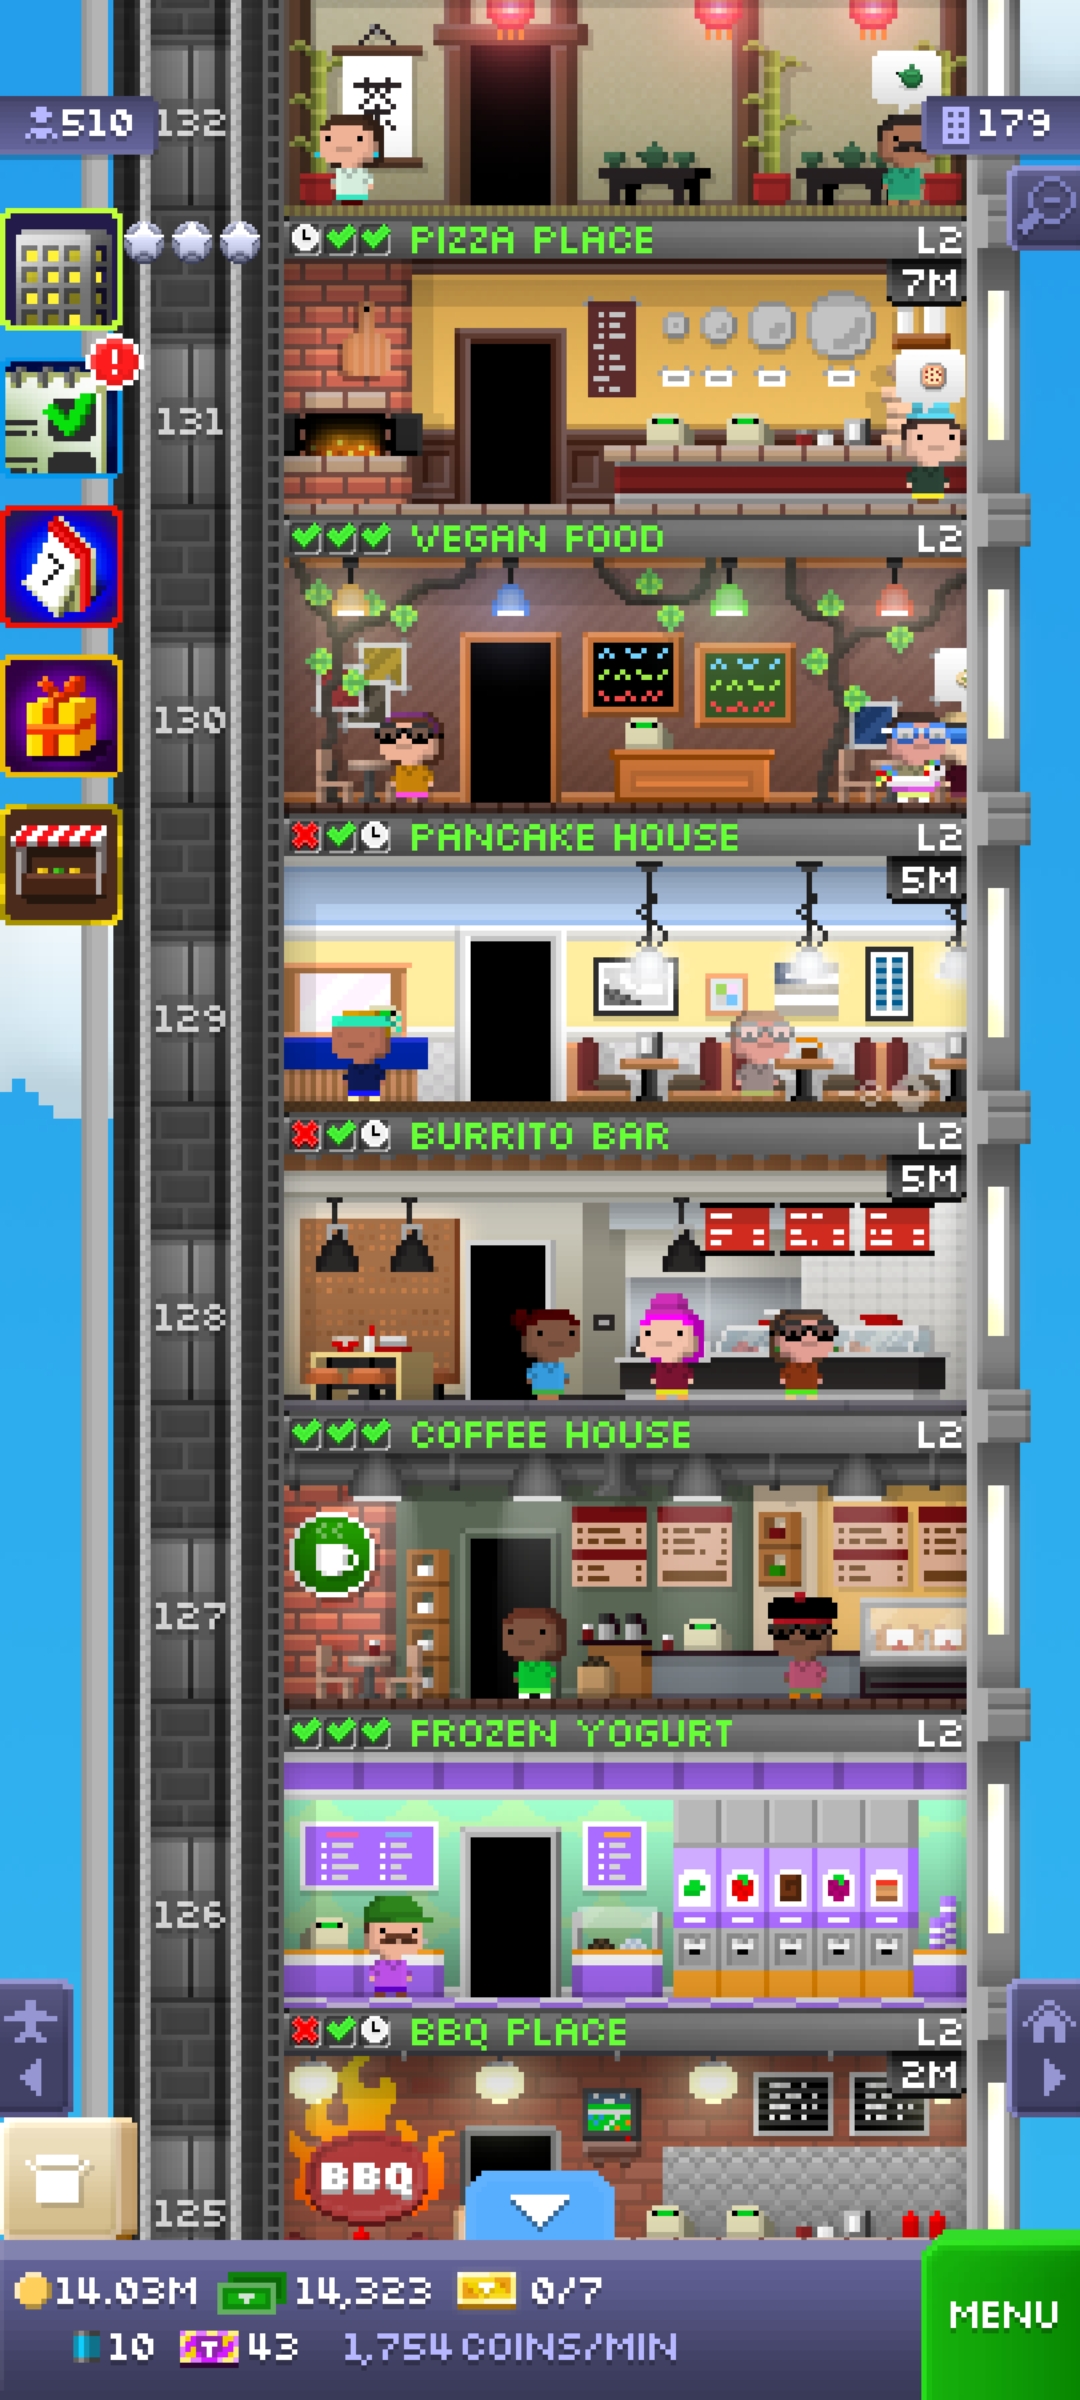 510
132
179
PIZZA PLACE
L2
7M
131
VEGAN FOOD
L2
7
130
PANCAKE HOUSE
L2
5M
129
BURRITO BAR
L2
5M
128
COFFEE HOUSE
L2
127
FROZEN YOGURT
L2
126
BBQ PLACE
L2
2M
BBQ
125
14.03M
14,323
0/7
MENU
10
T
43
1,754 COINS/MIN